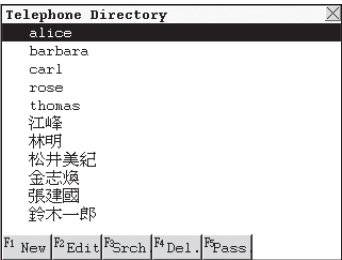 Telephone Directory
alice
barbara
carl
rose
thomas
江峰
林明
松井美紀
金志煥
張建國
鈴木一郎
F1 New F2 Edit F3 Srch F4 Del. F5 Pass